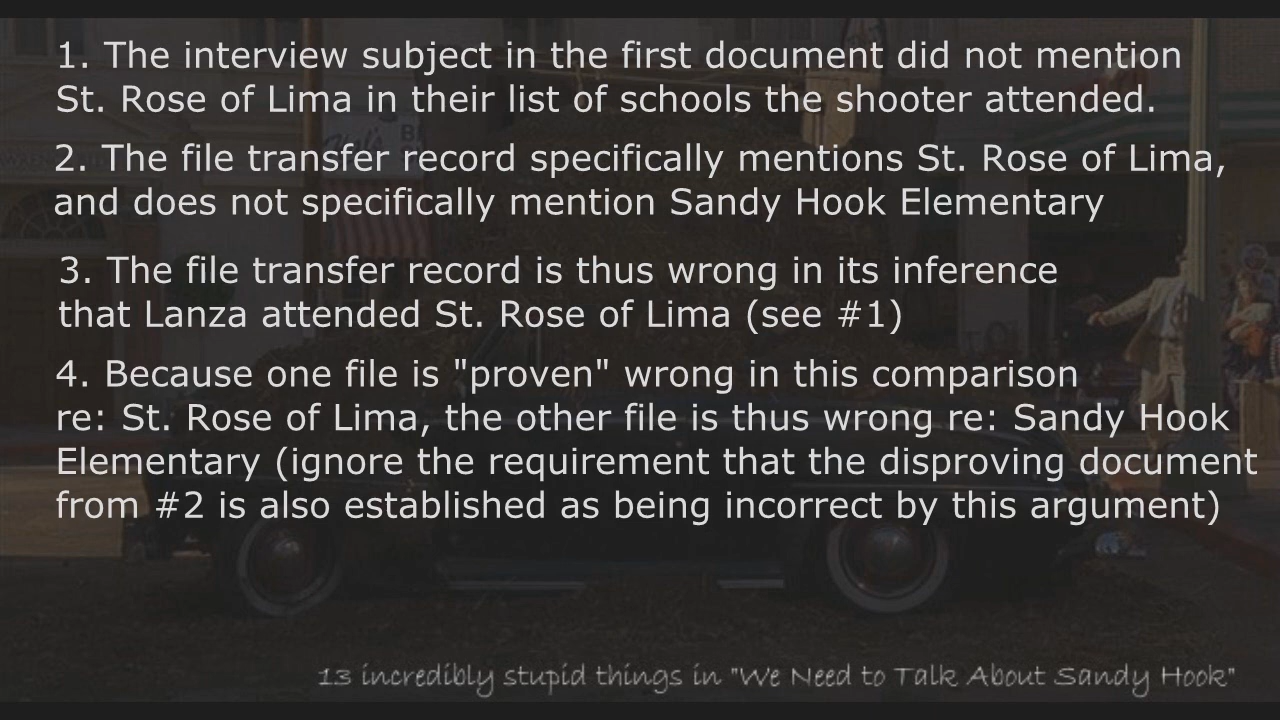 1. The interview subject in the first document did not mention
St. Rose of Lima in their list of schools the shooter attended.
2. The file transfer record specifically mentions St. Rose of Lima,
and does not specifically mention Sandy Hook Elementary
3. The file transfer record is thus wrong in its inference
that Lanza attended St. Rose of Lima (see #1)
4. Because one file is "proven" wrong in this comparison
re: St. Rose of Lima, the other file is thus wrong re: Sandy Hook
Elementary (ignore the requirement that the disproving document
from #2 is also established as being incorrect by this argument)
13 incredibly stupid things in "We Need to Talk About Sandy Hook"